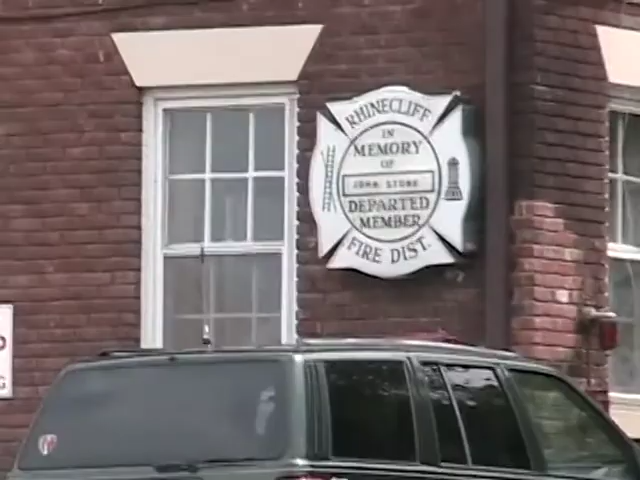 RHINECLIFF
IN
MEMORY
OF
JOHN STONE
DEPARTED
MEMBER
FIRE DIST.